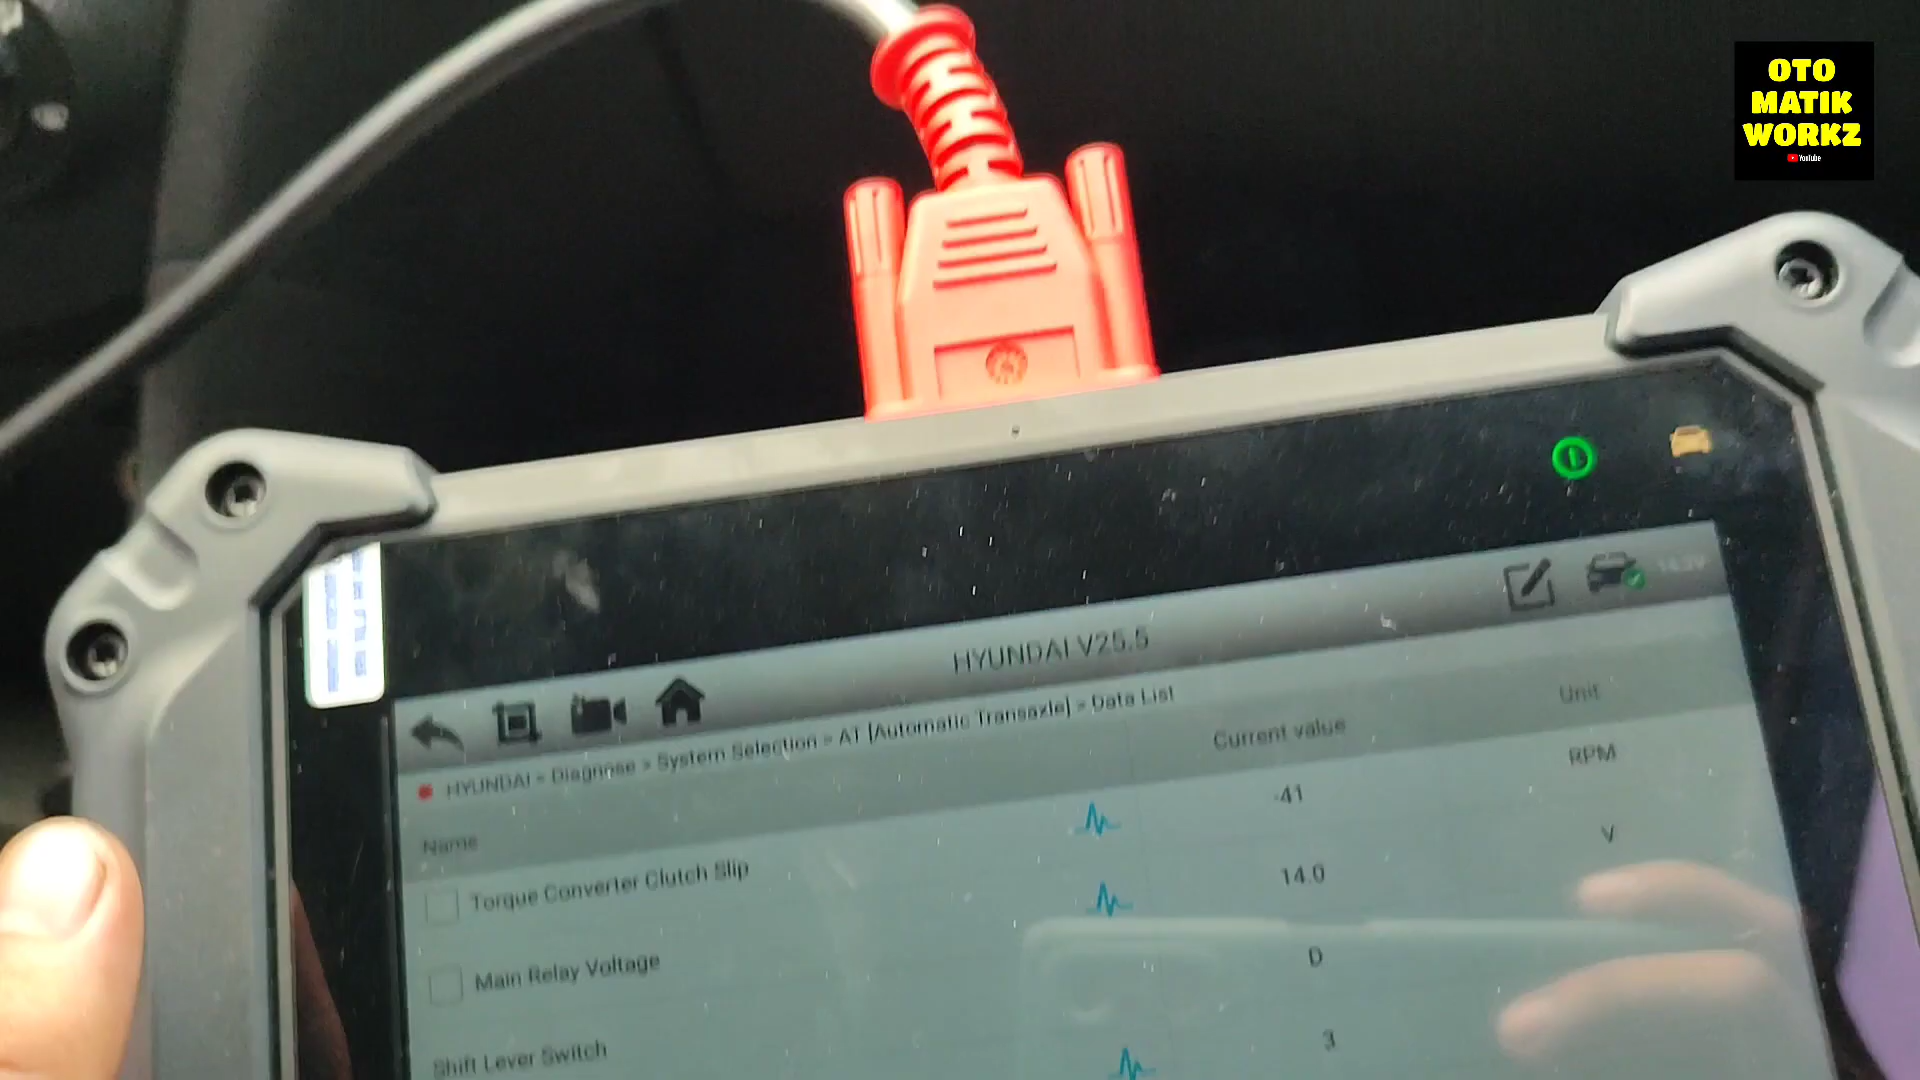 OTO
MATIK
WORKZ
YouTube
HYUNDAI V25.5
HYUNDAI > Diagnose > System Selection > AT [Automatic Transaxle] > Data List
Name Current value Unit
Torque Converter Clutch Slip -41 RPM
Main Relay Voltage 14.0 V
Shift Lever Switch D
3